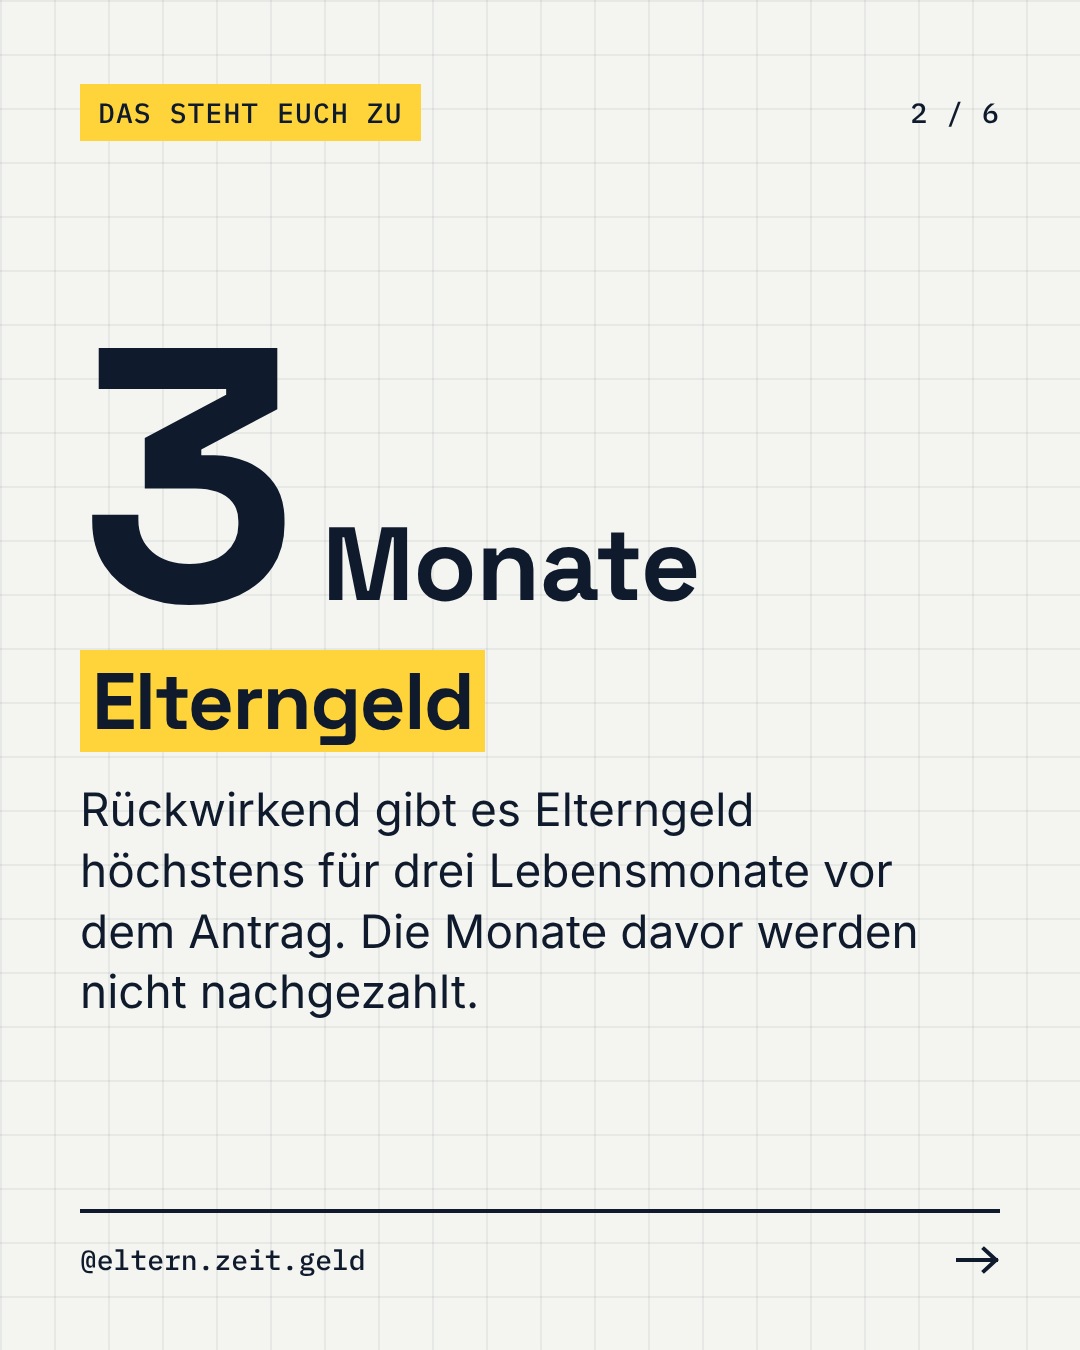 DAS STEHT EUCH ZU
2 / 6
3 Monate
Elterngeld
Rückwirkend gibt es Elterngeld
höchstens für drei Lebensmonate vor
dem Antrag. Die Monate davor werden
nicht nachgezahlt.
@eltern.zeit.geld